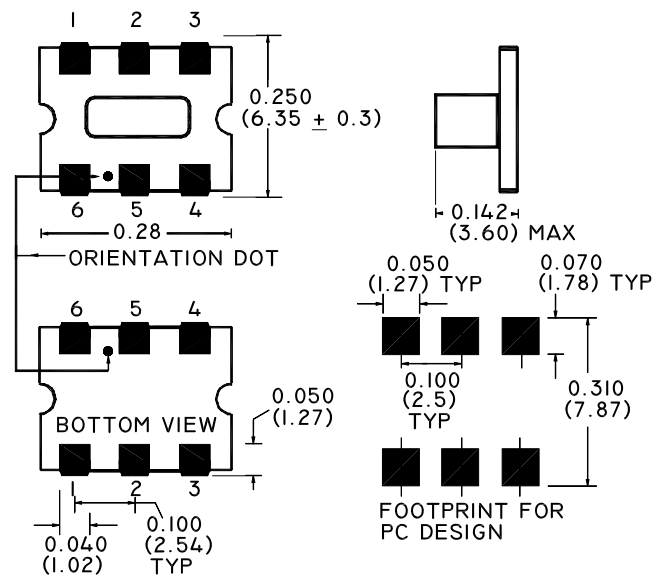 1 2 3
0.250
(6.35 ± 0.3)
6 5 4
0.28
ORIENTATION DOT
0.142
(3.60) MAX
0.050
(1.27) TYP
0.070
(1.78) TYP
6 5 4
0.100
(2.5)
TYP
0.310
(7.87)
0.050
(1.27)
BOTTOM VIEW
1 2 3
0.100
(2.54)
TYP
0.040
(1.02)
FOOTPRINT FOR
PC DESIGN